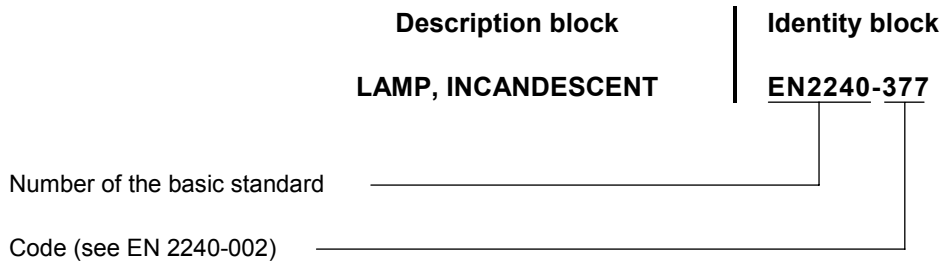 Description block Identity block
LAMP, INCANDESCENT EN2240-377
Number of the basic standard
Code (see EN 2240-002)